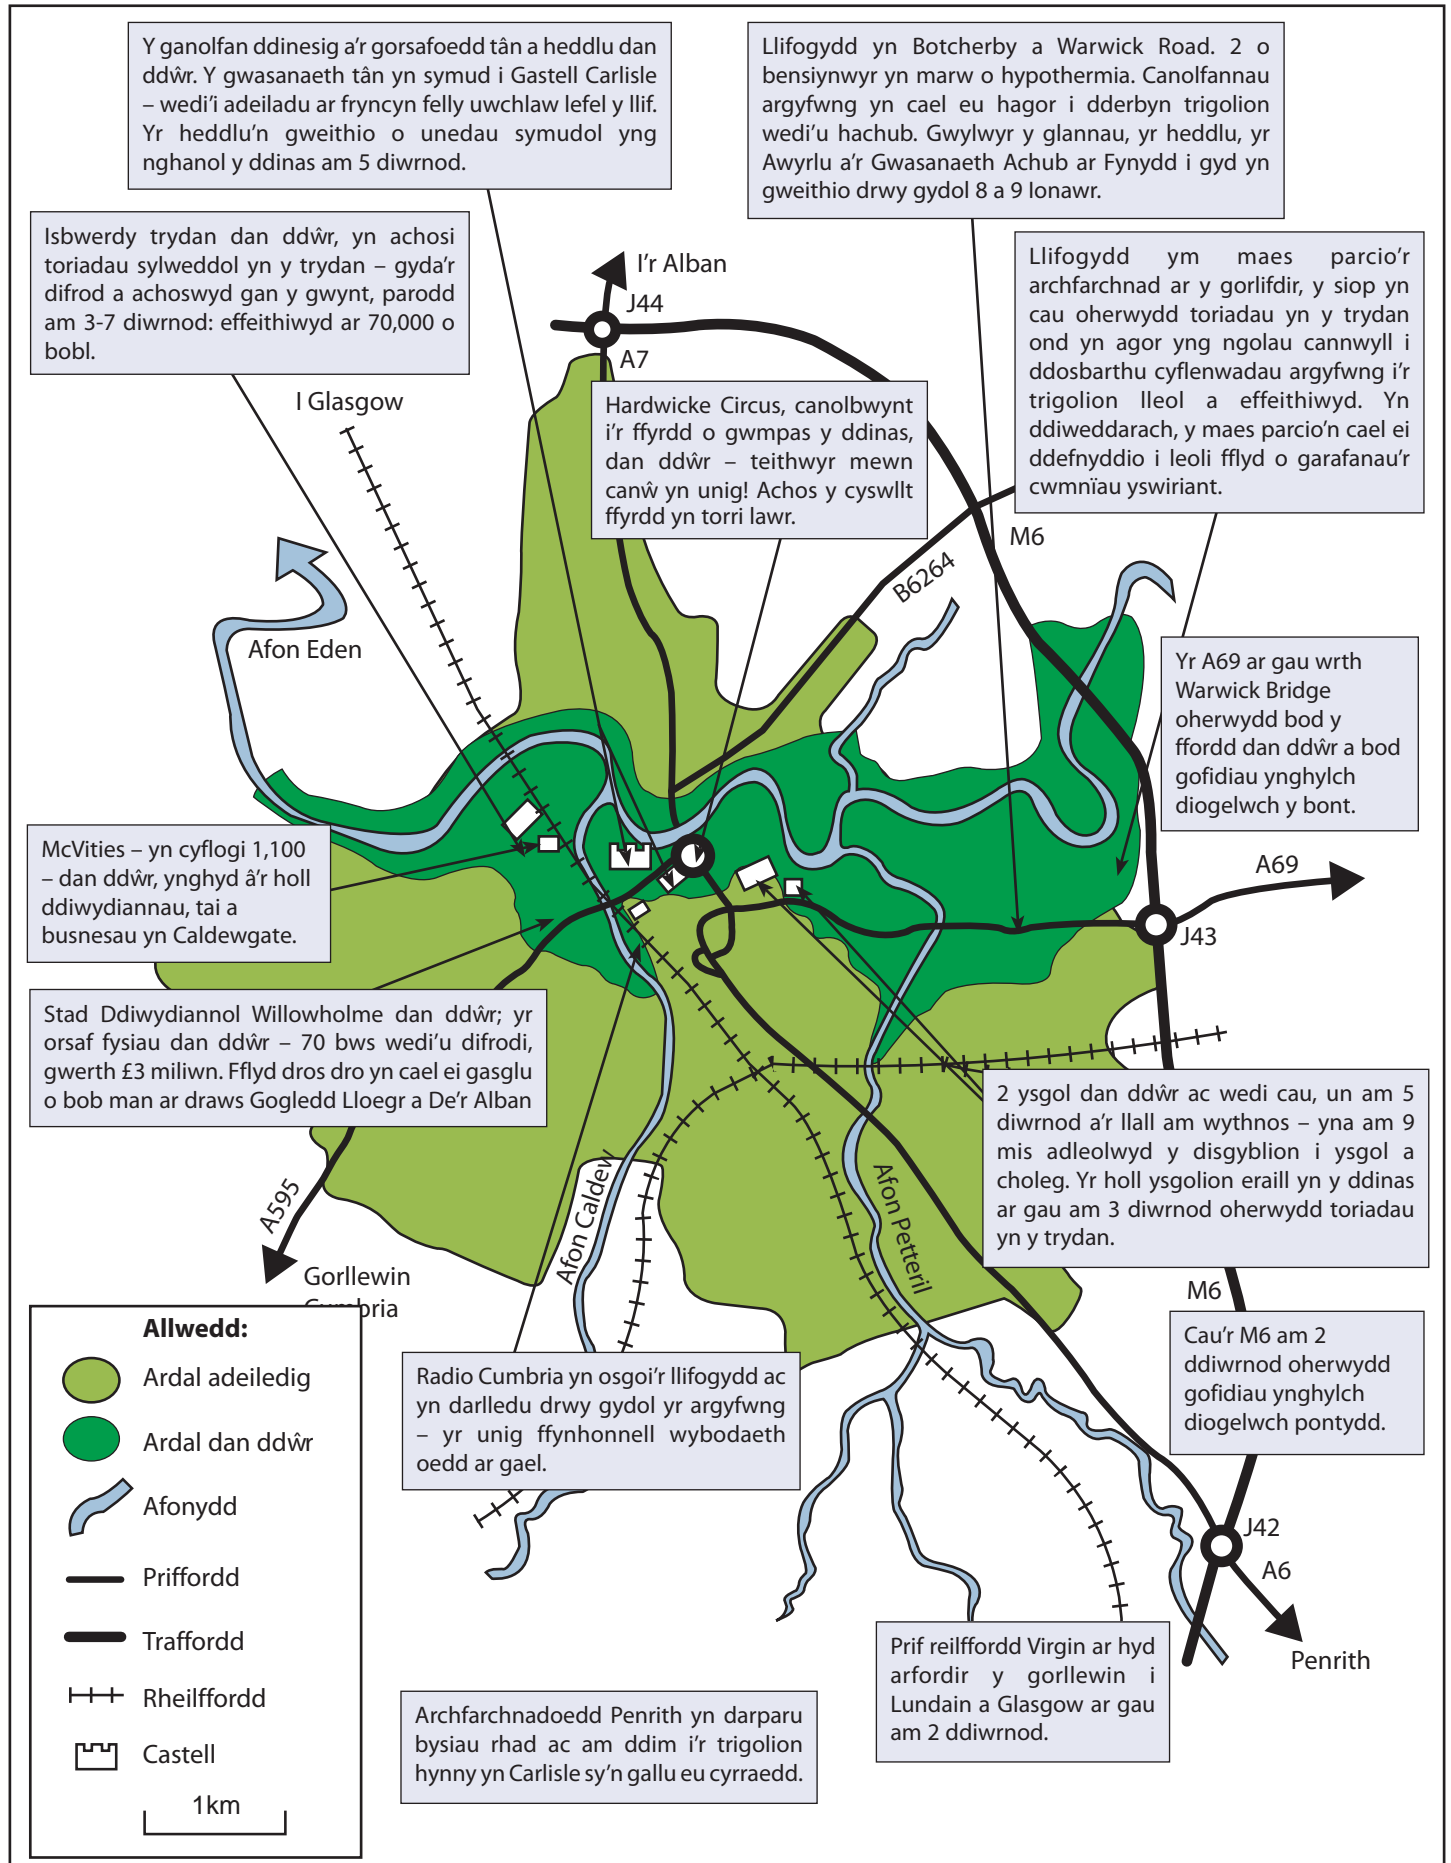 Y ganolfan ddinesig a'r gorsafoedd tân a heddlu dan
ddŵr. Y gwasanaeth tân yn symud i Gastell Carlisle
– wedi'i adeiladu ar fryncyn felly uwchlaw lefel y llif.
Yr heddlu'n gweithio o unedau symudol yng
nghanol y ddinas am 5 diwrnod.
Llifogydd yn Botcherby a Warwick Road. 2 o
bensiynwyr yn marw o hypothermia. Canolfannau
argyfwng yn cael eu hagor i dderbyn trigolion
wedi'u hachub. Gwylwyr y glannau, yr heddlu, yr
Awyrlu a'r Gwasanaeth Achub ar Fynydd i gyd yn
gweithio drwy gydol 8 a 9 Ionawr.
Isbwerdy trydan dan ddŵr, yn achosi
toriadau sylweddol yn y trydan – gyda'r
difrod a achoswyd gan y gwynt, parodd
am 3-7 diwrnod: effeithiwyd ar 70,000 o
bobl.
Llifogydd ym maes parcio'r
archfarchnad ar y gorlifdir, y siop yn
cau oherwydd toriadau yn y trydan
ond yn agor yng ngolau cannwyll i
ddosbarthu cyflenwadau argyfwng i'r
trigolion lleol a effeithiwyd. Yn
ddiweddarach, y maes parcio'n cael ei
ddefnyddio i leoli fflyd o garafanau'r
cwmnïau yswiriant.
I'r Alban
J44
A7
I Glasgow
Hardwicke Circus, canolbwynt
i'r ffyrdd o gwmpas y ddinas,
dan ddŵr – teithwyr mewn
canŵ yn unig! Achos y cyswllt
ffyrdd yn torri lawr.
M6
B6264
Afon Eden
Yr A69 ar gau wrth
Warwick Bridge
oherwydd bod y
ffordd dan ddŵr a bod
gofidiau ynghylch
diogelwch y bont.
McVities – yn cyflogi 1,100
– dan ddŵr, ynghyd â'r holl
ddiwydiannau, tai a
busnesau yn Caldewgate.
A69
J43
Stad Ddiwydiannol Willowholme dan ddŵr; yr
orsaf fysiau dan ddŵr – 70 bws wedi'u difrodi,
gwerth £3 miliwn. Fflyd dros dro yn cael ei gasglu
o bob man ar draws Gogledd Lloegr a De'r Alban
2 ysgol dan ddŵr ac wedi cau, un am 5
diwrnod a'r llall am wythnos – yna am 9
mis adleolwyd y disgyblion i ysgol a
choleg. Yr holl ysgolion eraill yn y ddinas
ar gau am 3 diwrnod oherwydd toriadau
yn y trydan.
A595
Afon Caldew
Afon Petteril
Gorllewin
Cumbria
M6
Cau'r M6 am 2
ddiwrnod oherwydd
gofidiau ynghylch
diogelwch pontydd.
Allwedd:
Ardal adeiledig
Ardal dan ddŵr
Afonydd
Priffordd
Traffordd
Rheilffordd
Castell
1km
Radio Cumbria yn osgoi'r llifogydd ac
yn darlledu drwy gydol yr argyfwng
– yr unig ffynhonnell wybodaeth
oedd ar gael.
J42
A6
Penrith
Prif reilffordd Virgin ar hyd
arfordir y gorllewin i
Lundain a Glasgow ar gau
am 2 ddiwrnod.
Archfarchnadoedd Penrith yn darparu
bysiau rhad ac am ddim i'r trigolion
hynny yn Carlisle sy'n gallu eu cyrraedd.